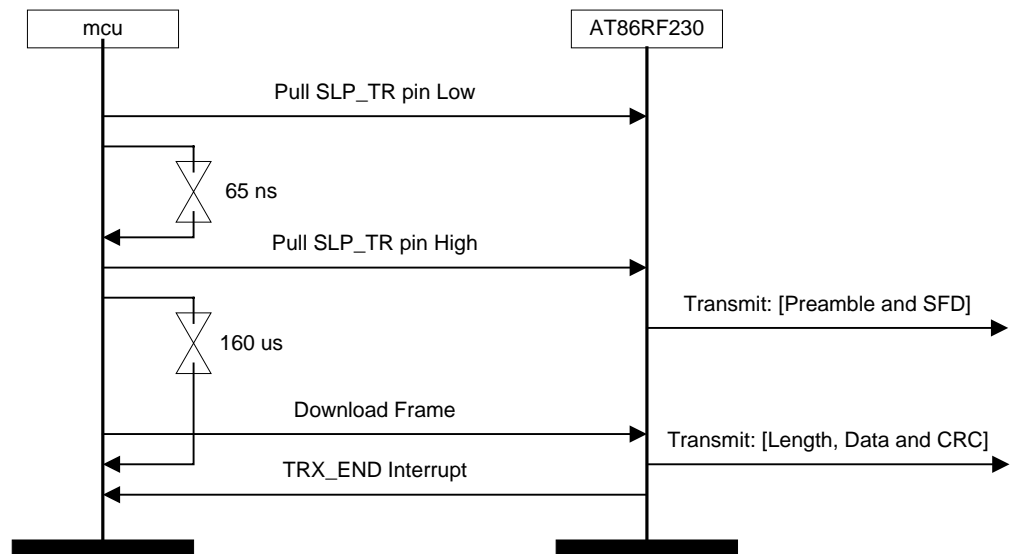 mcu
AT86RF230
Pull SLP_TR pin Low
65 ns
Pull SLP_TR pin High
Transmit: [Preamble and SFD]
160 us
Download Frame
Transmit: [Length, Data and CRC]
TRX_END Interrupt